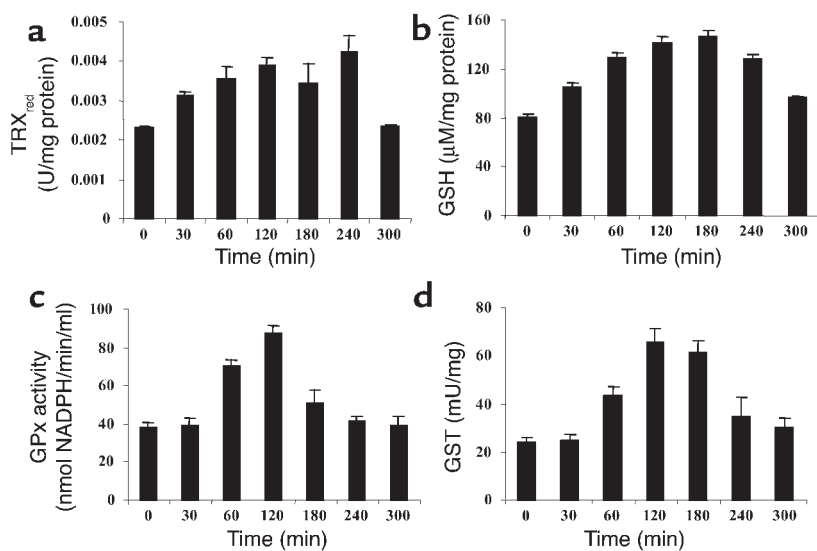 a
0.005
0.004
0.003
0.002
0.001
0
TRXred
(U/mg protein)
0 30 60 120 180 240 300
Time (min)
b
160
120
80
40
0
GSH (μM/mg protein)
0 30 60 120 180 240 300
Time (min)
c
100
80
60
40
20
0
GPx activity
(nmol NADPH/min/ml)
0 30 60 120 180 240 300
Time (min)
d
80
60
40
20
0
GST (mU/mg)
0 30 60 120 180 240 300
Time (min)